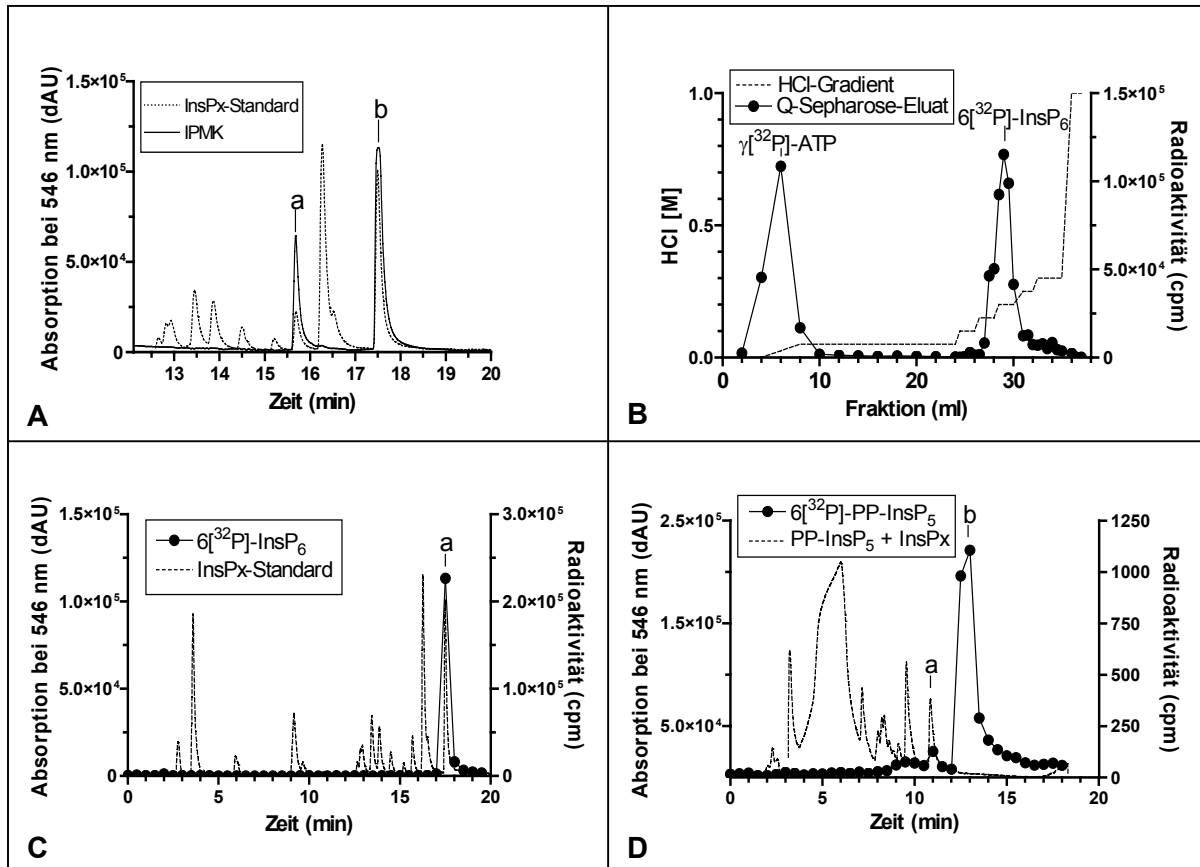 1.5×10⁵
1.0×10⁵
5.0×10⁴
0
Absorption bei 546 nm (dAU)
InsPx-Standard
IPMK
a
b
13 14 15 16 17 18 19 20
Zeit (min)
A
1.0
0.8
0.6
0.4
0.2
0.0
HCl [M]
HCl-Gradient
Q-Sepharose-Eluat
γ[³²P]-ATP
6[³²P]-InsP₆
1.5×10⁵
1.0×10⁵
5.0×10⁴
0
Radioaktivität (cpm)
0 10 20 30
Fraktion (ml)
B
1.5×10⁵
1.0×10⁵
5.0×10⁴
0
Absorption bei 546 nm (dAU)
6[³²P]-InsP₆
InsPx-Standard
a
3.0×10⁵
2.0×10⁵
1.0×10⁵
0
Radioaktivität (cpm)
0 5 10 15 20
Zeit (min)
C
2.5×10⁵
1.5×10⁵
5.0×10⁴
Absorption bei 546 nm (dAU)
6[³²P]-PP-InsP₅
PP-InsP₅ + InsPx
a
b
1250
1000
750
500
250
0
Radioaktivität (cpm)
0 5 10 15 20
Zeit (min)
D